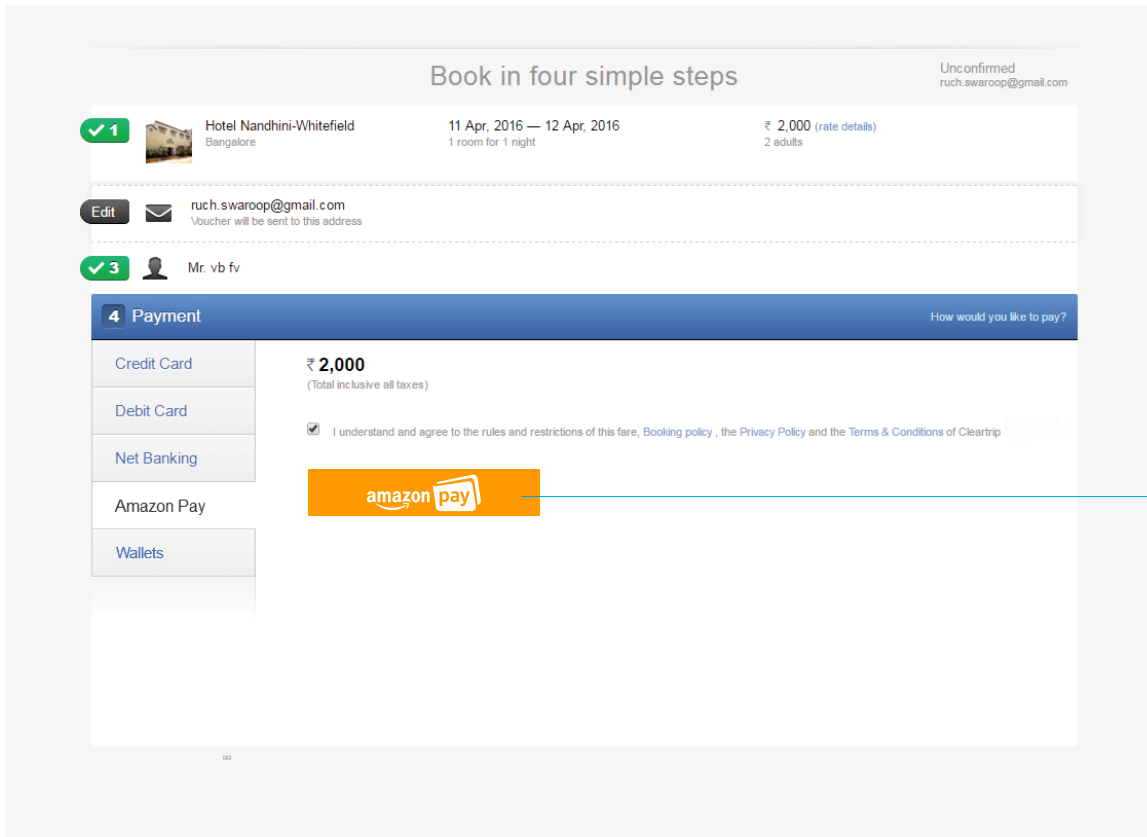 Book in four simple steps
Unconfirmed
ruch.swaroop@gmail.com
1
Hotel Nandhini-Whitefield
Bangalore
11 Apr, 2016 — 12 Apr, 2016
1 room for 1 night
₹ 2,000 (rate details)
2 adults
Edit
ruch.swaroop@gmail.com
Voucher will be sent to this address
3
Mr. vb fv
4 Payment
How would you like to pay?
Credit Card
Debit Card
Net Banking
Amazon Pay
Wallets
₹ 2,000
(Total inclusive all taxes)
I understand and agree to the rules and restrictions of this fare, Booking policy , the Privacy Policy and the Terms & Conditions of Cleartrip
amazon pay